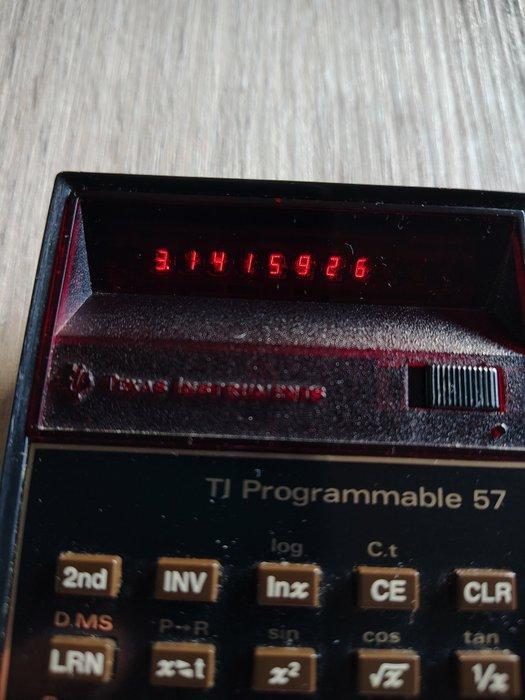 3.1415926
TEXAS INSTRUMENTS
TI Programmable 57
log C.t
2nd INV lnx CE CLR
D.MS P→R sin cos tan
LRN x⇄t x² √x 1/x